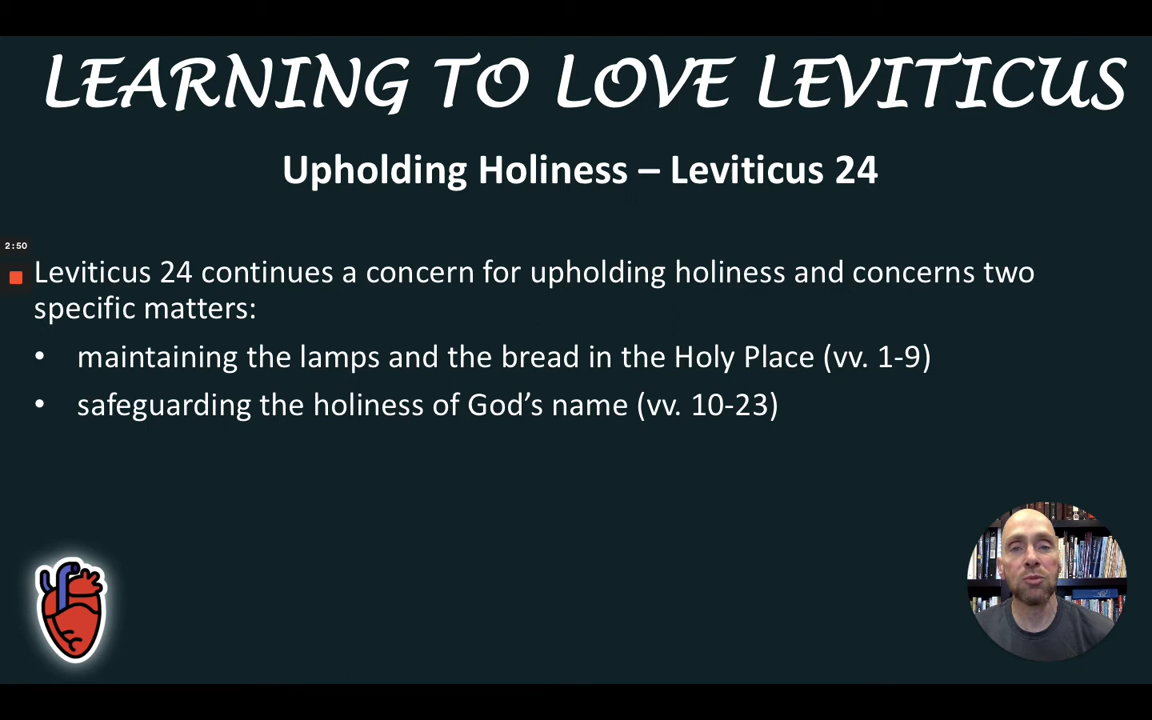 LEARNING TO LOVE LEVITICUS
Upholding Holiness – Leviticus 24
2:50
Leviticus 24 continues a concern for upholding holiness and concerns two
specific matters:
• maintaining the lamps and the bread in the Holy Place (vv. 1-9)
• safeguarding the holiness of God’s name (vv. 10-23)